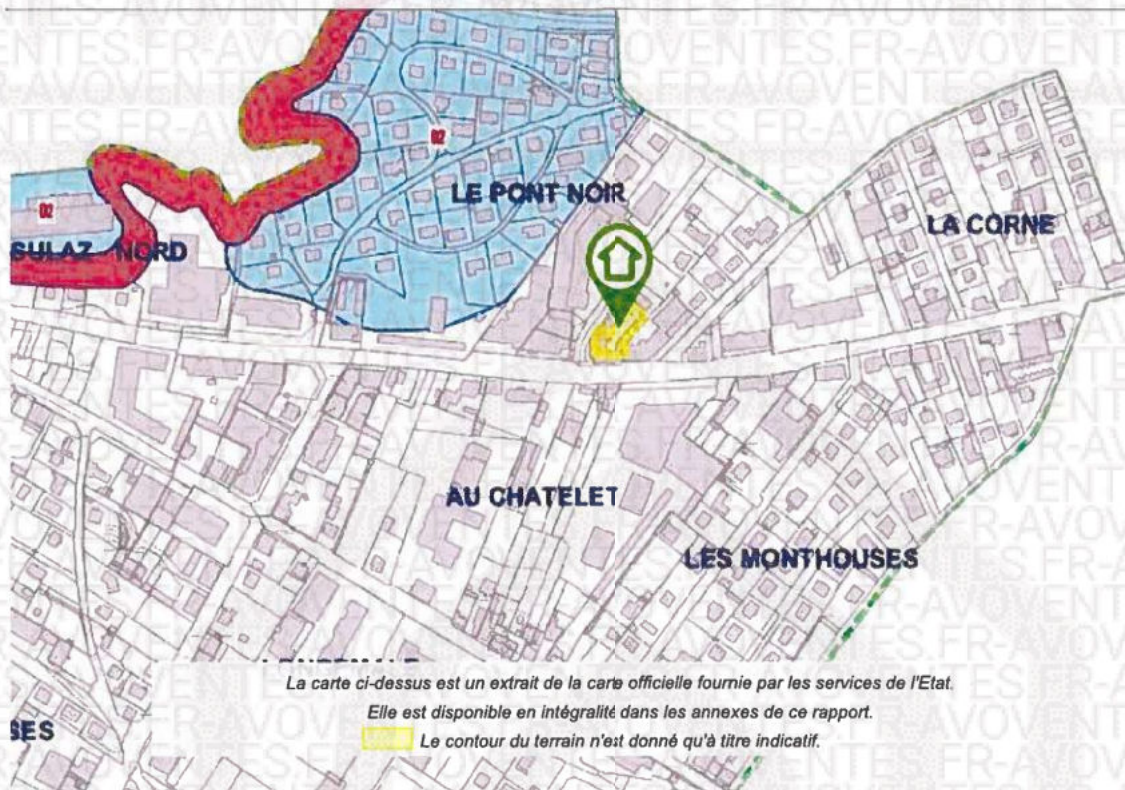 B2
LE PONT NOIR
B2
LA CORNE
SULAZ NORD
AU CHATELET
LES MONTHOUSES
La carte ci-dessus est un extrait de la carte officielle fournie par les services de l'Etat.
Elle est disponible en intégralité dans les annexes de ce rapport.
SES
Le contour du terrain n'est donné qu'à titre indicatif.
AVOVENTES.FR